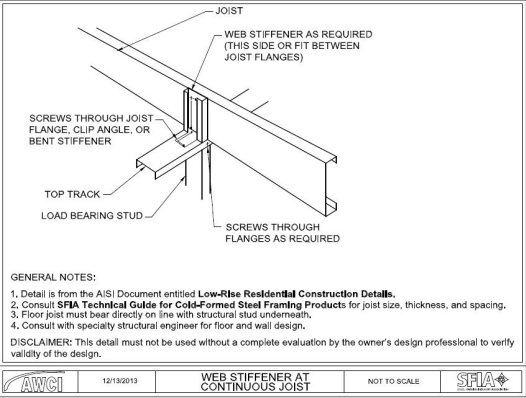 JOIST
WEB STIFFENER AS REQUIRED
(THIS SIDE OR FIT BETWEEN
JOIST FLANGES)
SCREWS THROUGH JOIST
FLANGE, CLIP ANGLE, OR
BENT STIFFENER
TOP TRACK
LOAD BEARING STUD
SCREWS THROUGH
FLANGES AS REQUIRED
GENERAL NOTES:
1. Detail is from the AISI Document entitled Low-Rise Residential Construction Details.
2. Consult SFIA Technical Guide for Cold-Formed Steel Framing Products for joist size, thickness, and spacing.
3. Floor joist must bear directly on line with structural stud underneath.
4. Consult with specialty structural engineer for floor and wall design.
DISCLAIMER: This detail must not be used without a complete evaluation by the owner's design professional to verify
validity of the design.
AWCI
12/13/2013
WEB STIFFENER AT
CONTINUOUS JOIST
NOT TO SCALE
SFIA